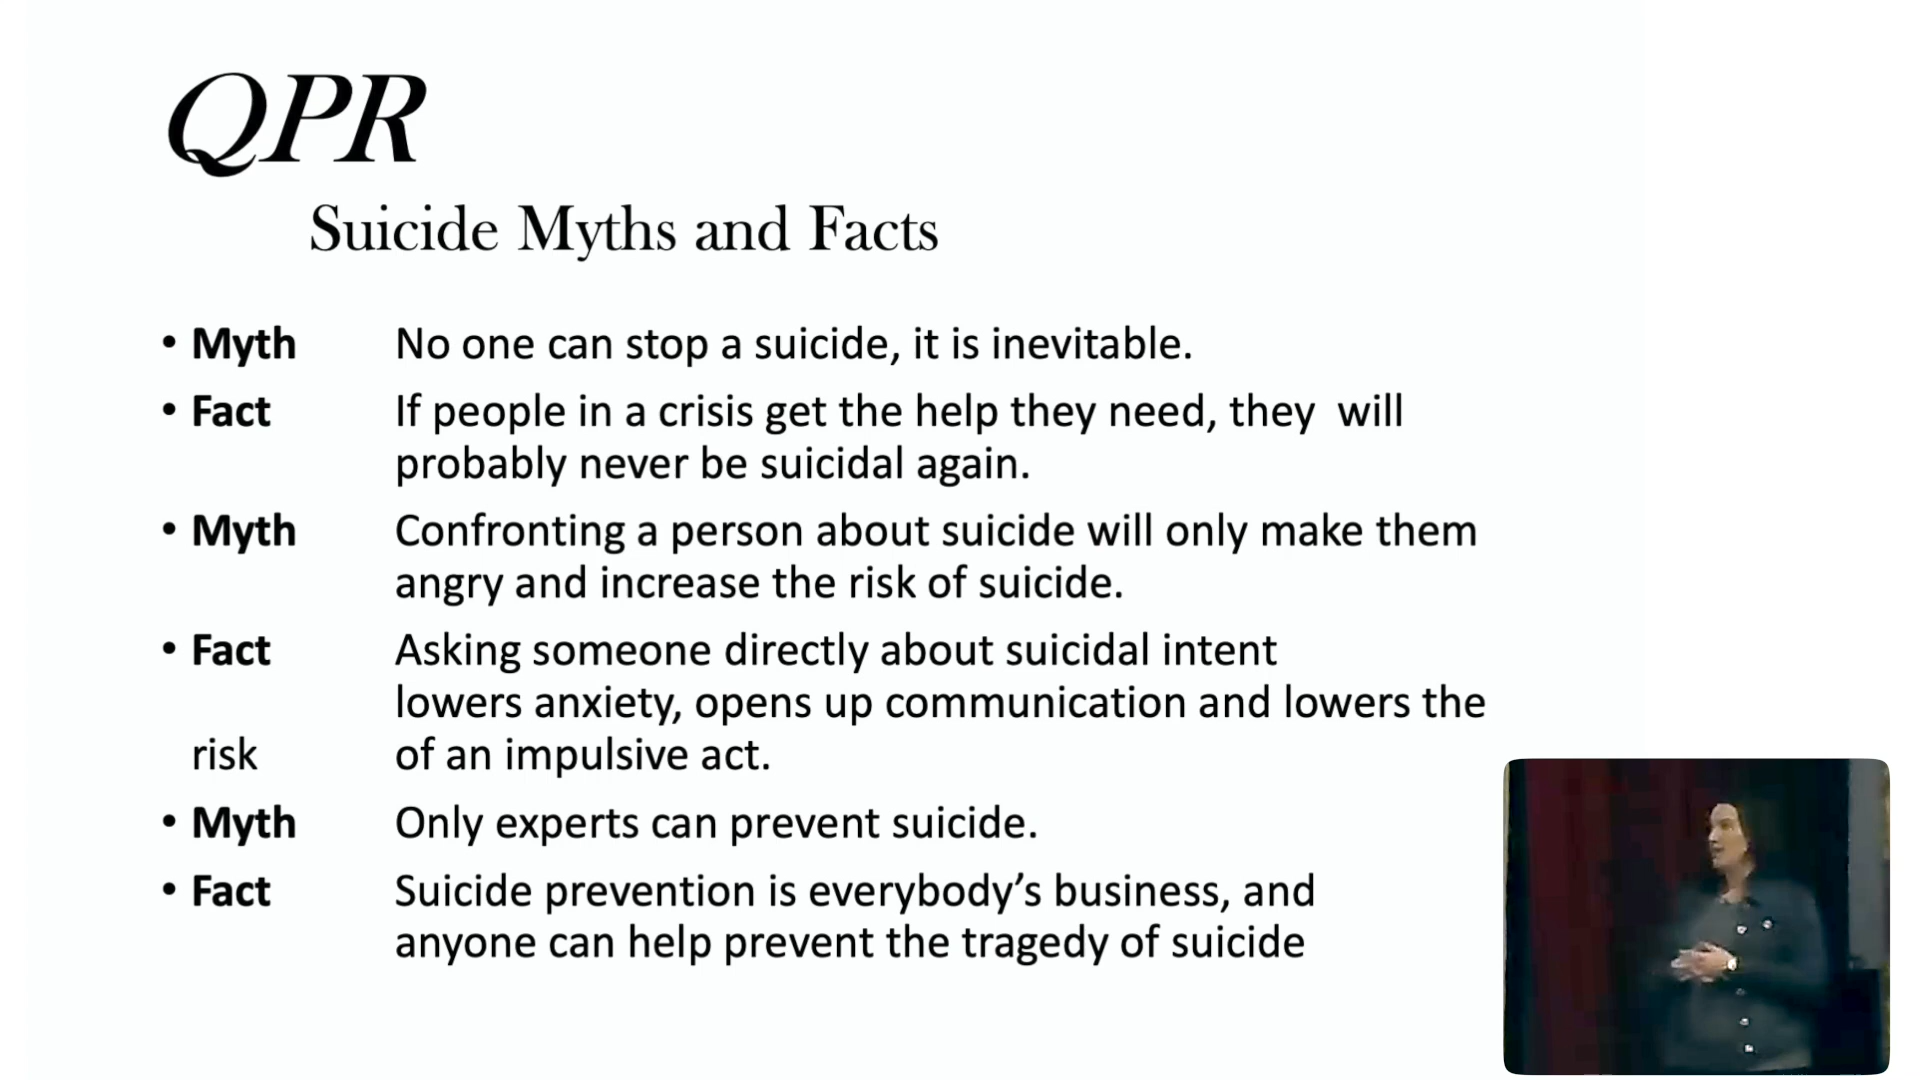 QPR
Suicide Myths and Facts
• Myth No one can stop a suicide, it is inevitable.
• Fact If people in a crisis get the help they need, they will
probably never be suicidal again.
• Myth Confronting a person about suicide will only make them
angry and increase the risk of suicide.
• Fact Asking someone directly about suicidal intent
lowers anxiety, opens up communication and lowers the
risk of an impulsive act.
• Myth Only experts can prevent suicide.
• Fact Suicide prevention is everybody’s business, and
anyone can help prevent the tragedy of suicide